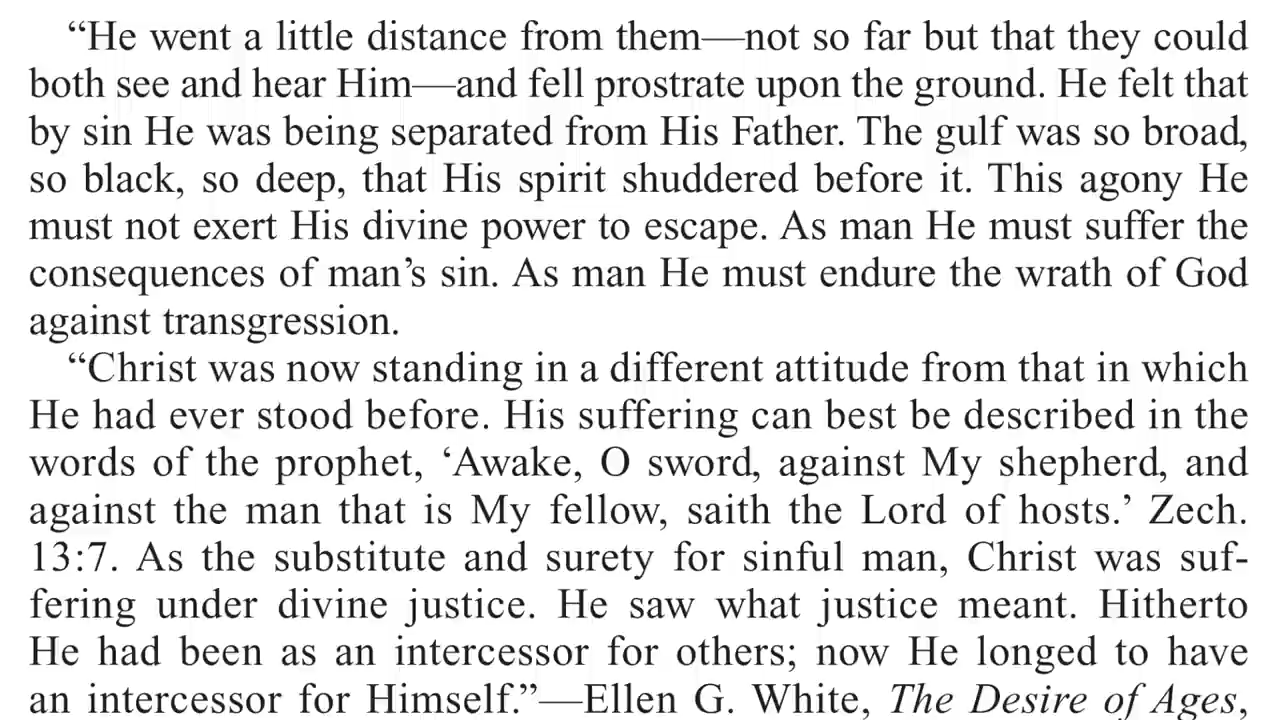 “He went a little distance from them—not so far but that they could
both see and hear Him—and fell prostrate upon the ground. He felt that
by sin He was being separated from His Father. The gulf was so broad,
so black, so deep, that His spirit shuddered before it. This agony He
must not exert His divine power to escape. As man He must suffer the
consequences of man’s sin. As man He must endure the wrath of God
against transgression.
“Christ was now standing in a different attitude from that in which
He had ever stood before. His suffering can best be described in the
words of the prophet, ‘Awake, O sword, against My shepherd, and
against the man that is My fellow, saith the Lord of hosts.’ Zech.
13:7. As the substitute and surety for sinful man, Christ was suf-
fering under divine justice. He saw what justice meant. Hitherto
He had been as an intercessor for others; now He longed to have
an intercessor for Himself.”—Ellen G. White, The Desire of Ages,